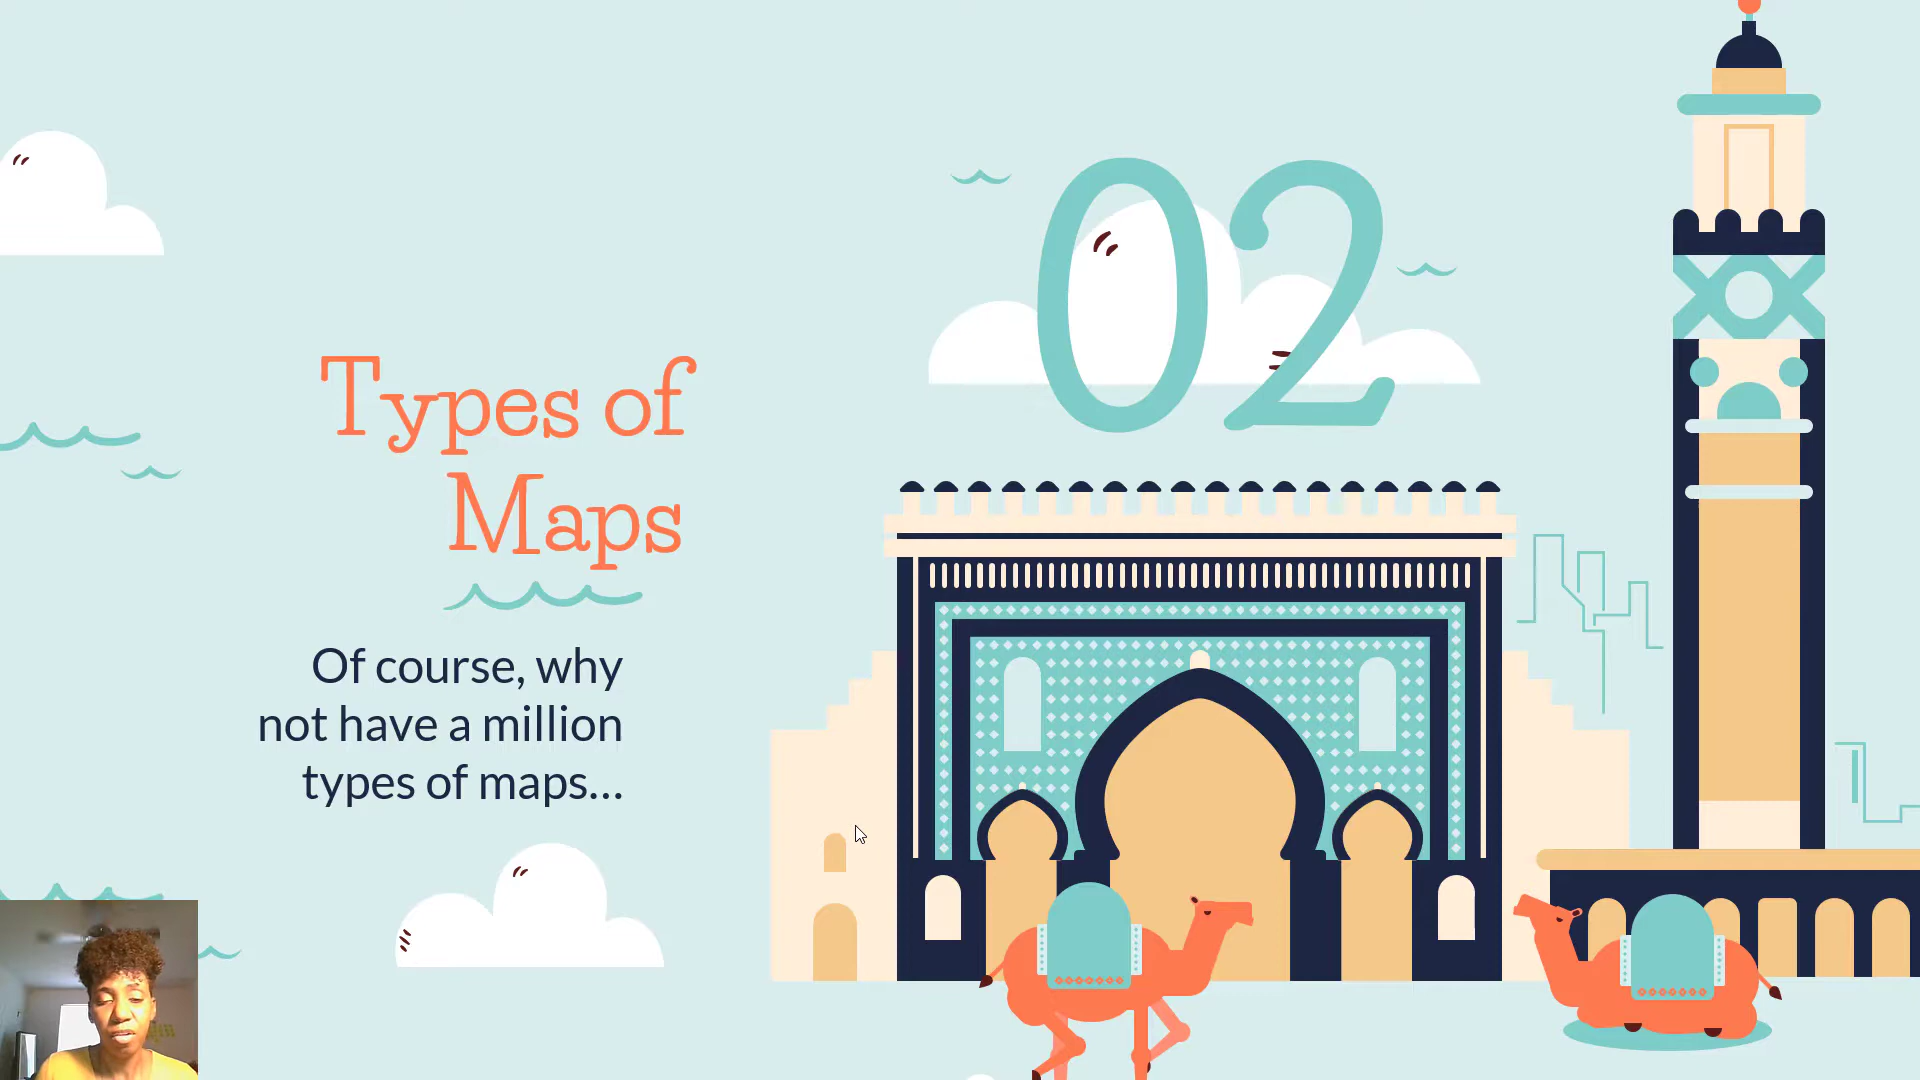 02
Types of
Maps
Of course, why
not have a million
types of maps...